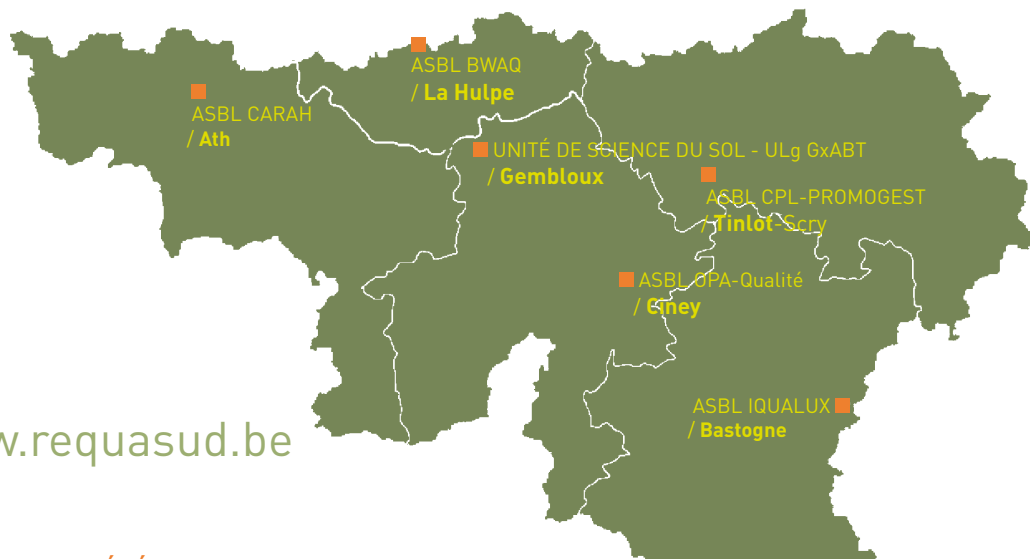 ASBL BWAQ
/ La Hulpe
ASBL CARAH
/ Ath
UNITÉ DE SCIENCE DU SOL - ULg GxABT
/ Gembloux
ASBL CPL-PROMOGEST
/ Tinlot-Scry
ASBL OPA-Qualité
/ Ciney
ASBL IQUALUX
/ Bastogne
w.requasud.be